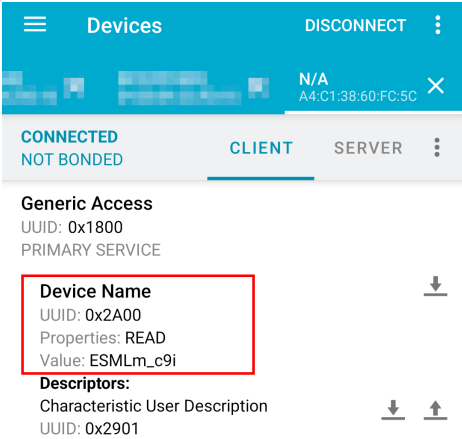 Devices
DISCONNECT
N/A
A4:C1:38:60:FC:5C
CONNECTED
NOT BONDED
CLIENT
SERVER
Generic Access
UUID: 0x1800
PRIMARY SERVICE
Device Name
UUID: 0x2A00
Properties: READ
Value: ESMLm_c9i
Descriptors:
Characteristic User Description
UUID: 0x2901